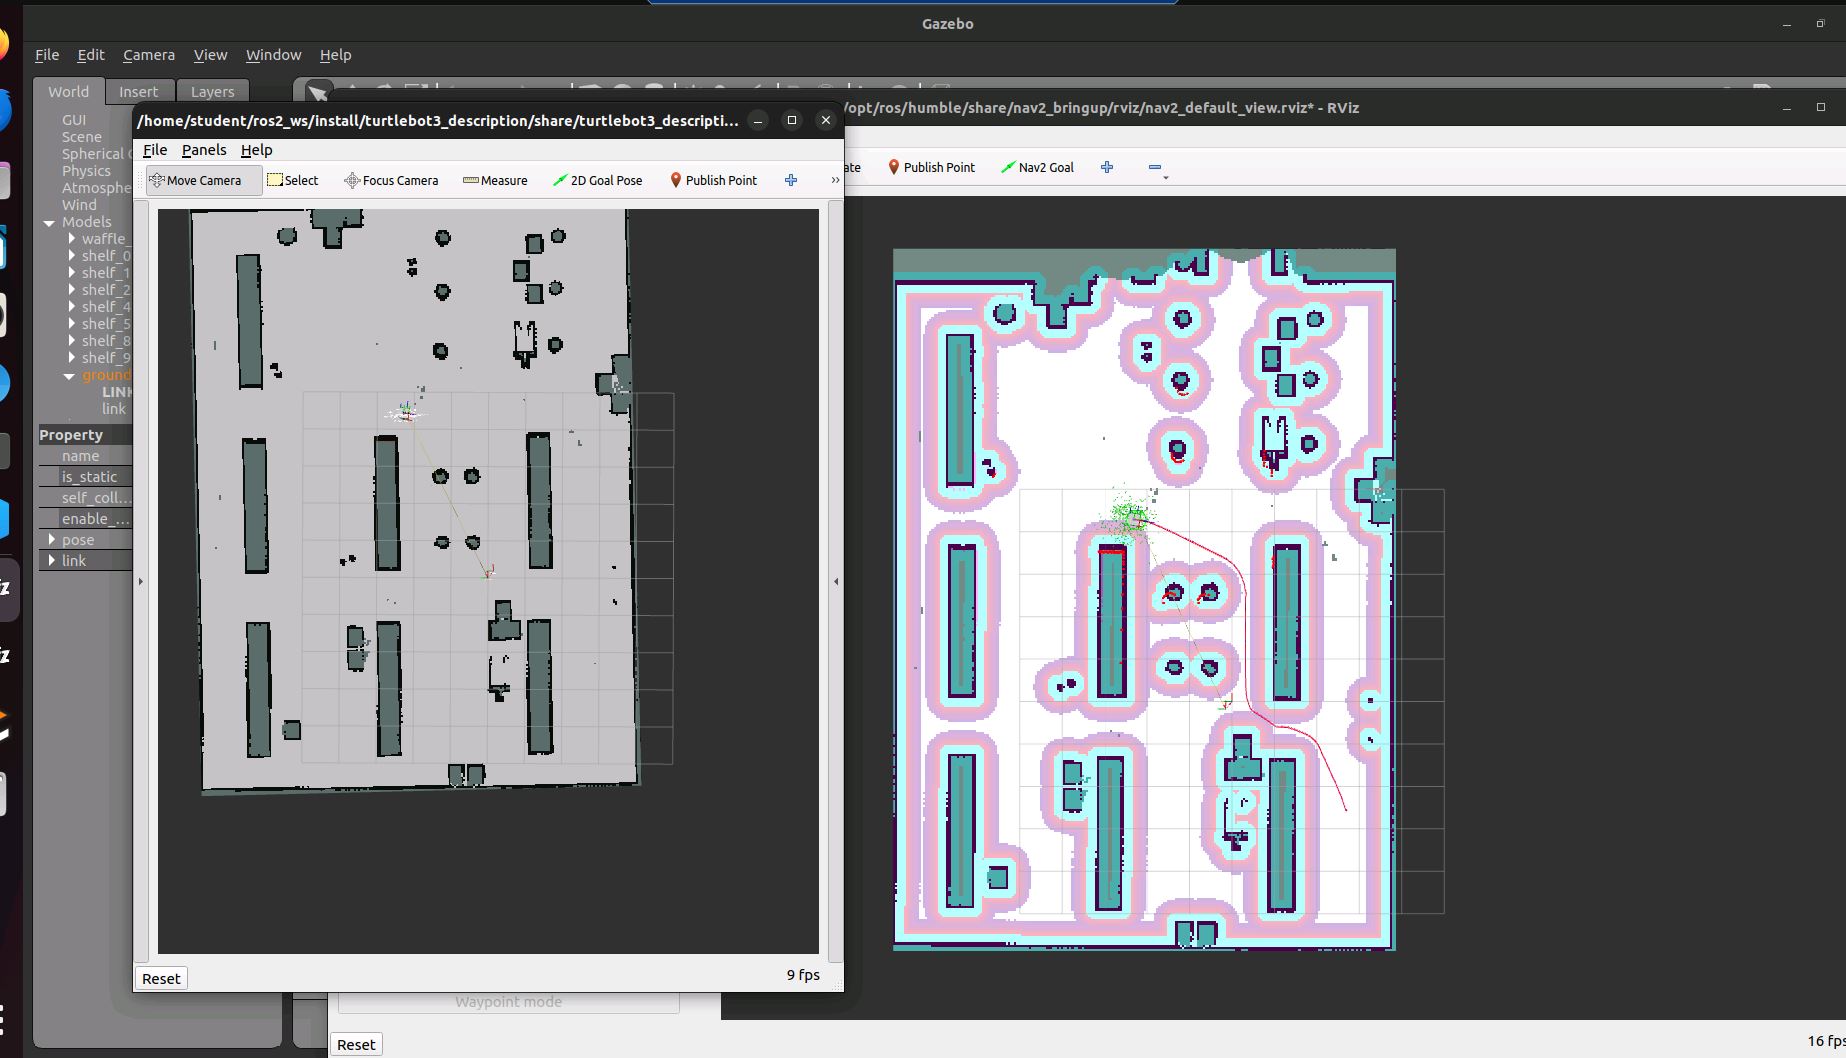 Gazebo
File Edit Camera View Window Help
World Insert Layers
GUI
Scene
Spherical
Physics
Atmosphe
Wind
Models
waffle_
shelf_0
shelf_1
shelf_2
shelf_4
shelf_5
shelf_8
shelf_9
ground
LINK
link
Property
name
is_static
self_coll...
enable_...
pose
link
/home/student/ros2_ws/install/turtlebot3_description/share/turtlebot3_descripti...
File Panels Help
Move Camera Select Focus Camera Measure 2D Goal Pose Publish Point »
Reset
9 fps
/opt/ros/humble/share/nav2_bringup/rviz/nav2_default_view.rviz* - RViz
ate Publish Point Nav2 Goal
Waypoint mode
Reset
16 fps